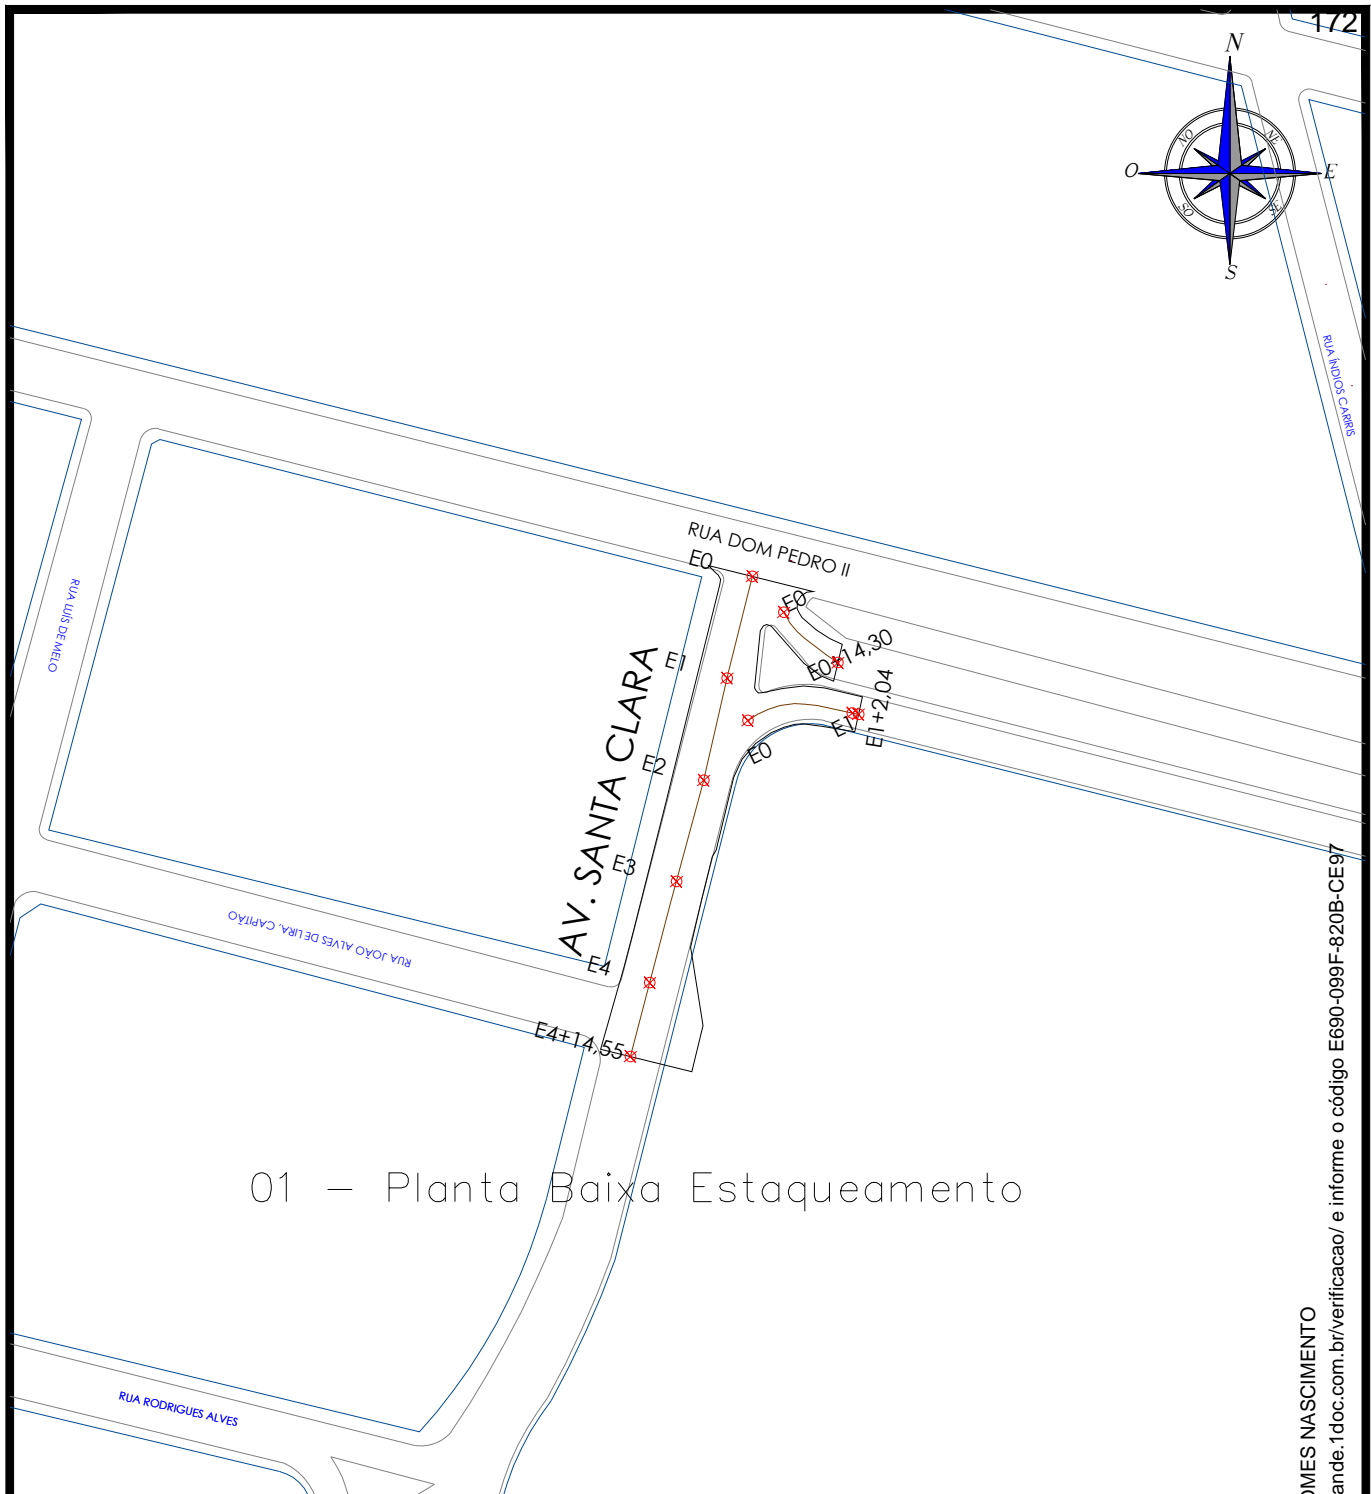 172
N
NO
NE
O
E
SO
SE
S
RUA ÍNDIOS CARIRIS
RUA DOM PEDRO II
E0
E0
E0+14,30
E1
E1+2,04
E1
E0
RUA LUÍS DE MELO
AV. SANTA CLARA
E2
E3
E4
RUA JOÃO ALVES DE LIRA, CAPITÃO
E4+14,55
01 - Planta Baixa Estaqueamento
RUA RODRIGUES ALVES
OMES NASCIMENTO
ande.1doc.com.br/verificacao/ e informe o código E690-099F-820B-CE97